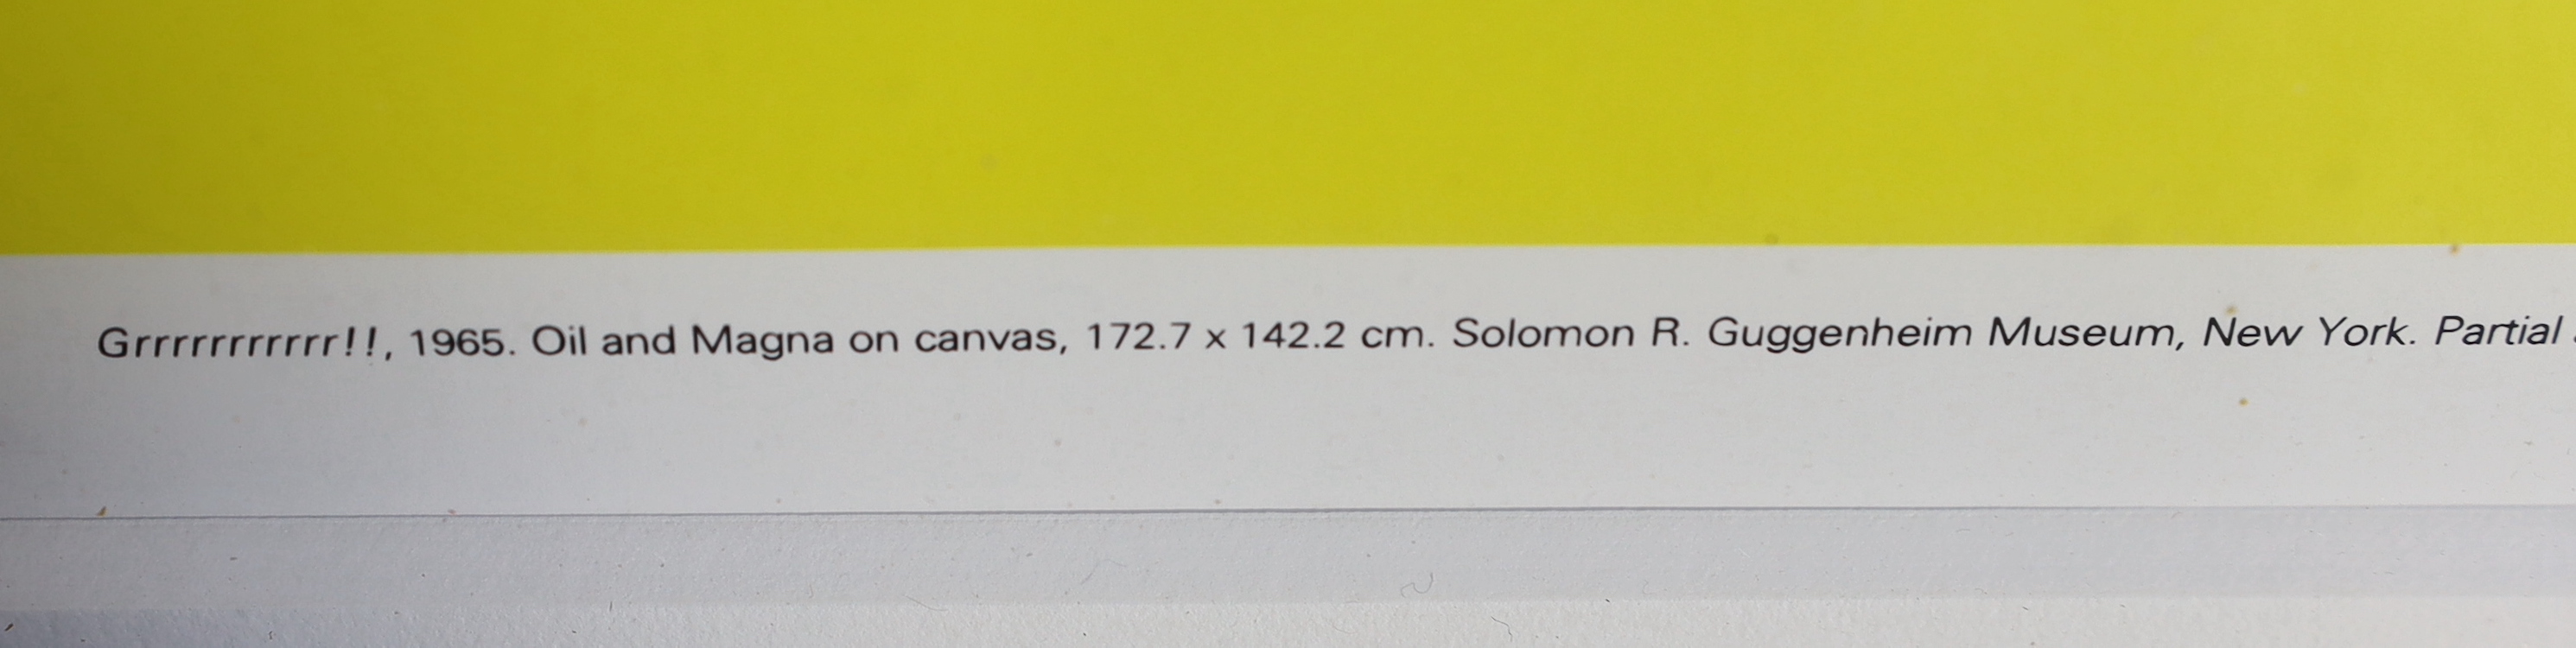 Grrrrrrrrrrr!!, 1965. Oil and Magna on canvas, 172.7 x 142.2 cm. Solomon R. Guggenheim Museum, New York. Partial